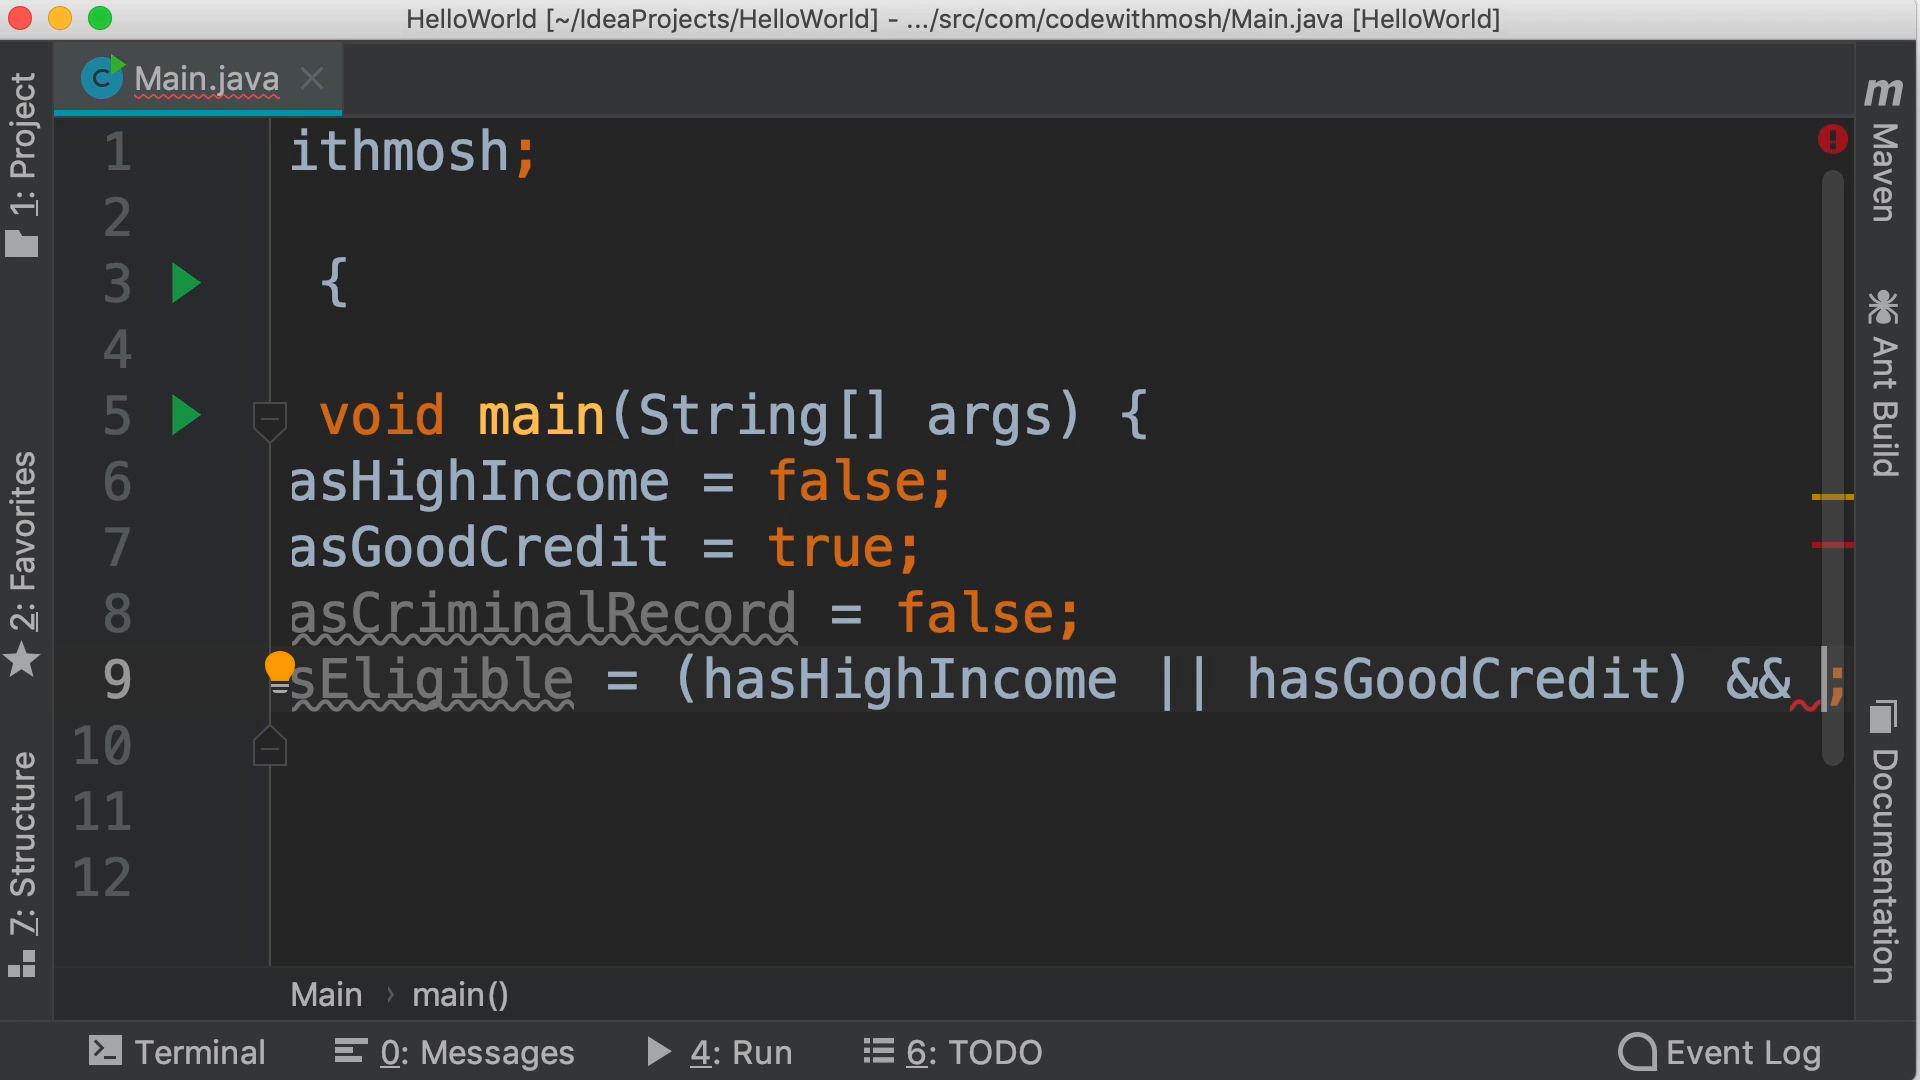 HelloWorld [~/IdeaProjects/HelloWorld] - .../src/com/codewithmosh/Main.java [HelloWorld]
Main.java
1: Project
2: Favorites
7: Structure
1 ithmosh;
2
3 {
4
5 void main(String[] args) {
6 asHighIncome = false;
7 asGoodCredit = true;
8 asCriminalRecord = false;
9 sEligible = (hasHighIncome || hasGoodCredit) && ;
10
11
12
m Maven
Ant Build
Documentation
Main › main()
Terminal
0: Messages
4: Run
6: TODO
Event Log